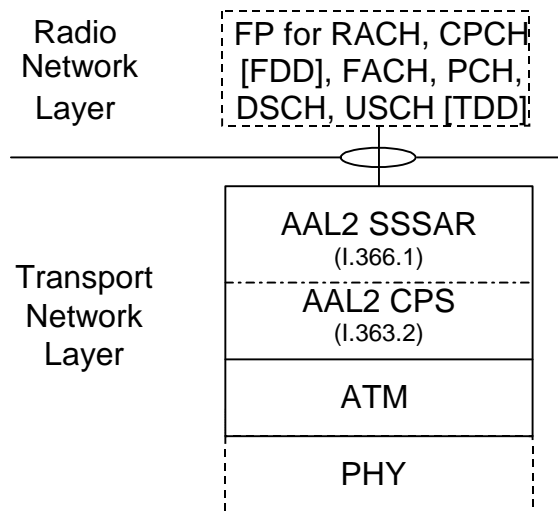 Radio
Network
Layer
FP for RACH, CPCH
[FDD], FACH, PCH,
DSCH, USCH [TDD]
Transport
Network
Layer
AAL2 SSSAR
(I.366.1)
AAL2 CPS
(I.363.2)
ATM
PHY